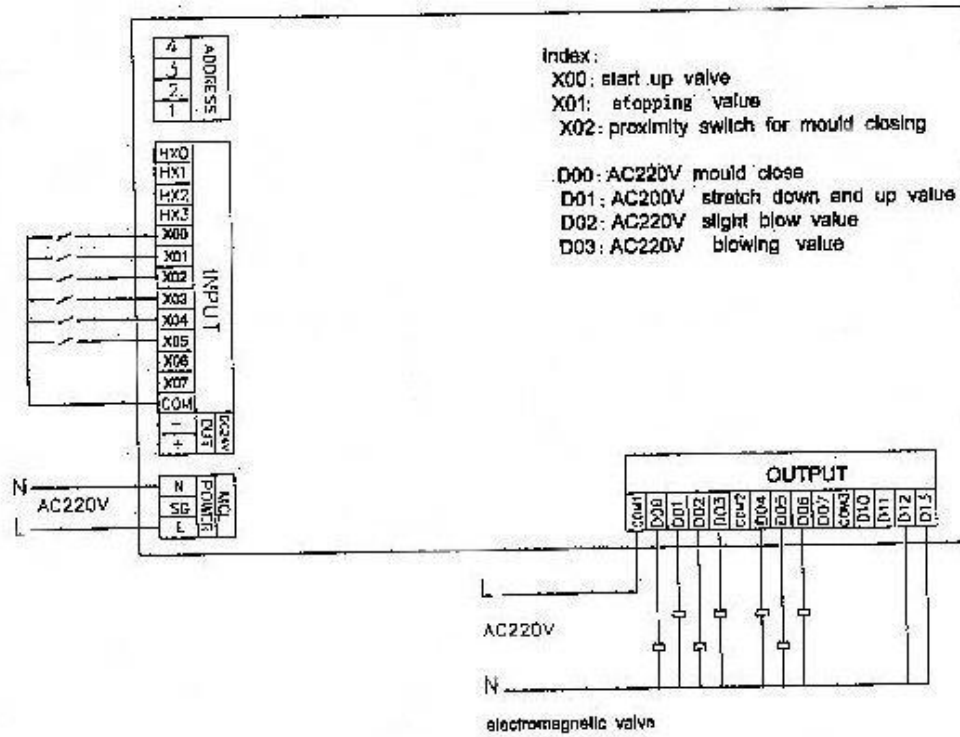 4
3
2
1
ADDRESS
Index:
X00: start up valve
X01: stopping value
X02: proximity switch for mould closing
D00: AC220V mould close
D01: AC200V stretch down and up value
D02: AC220V slight blow value
D03: AC220V blowing value
HX0
HX1
HX2
HX3
X00
X01
X02
X03
X04
X05
X06
X07
COM
INPUT
-
+
OUT
DC24V
N
SG
L
POWER
N
AC220V
L
OUTPUT
COM1
D00
D01
D02
D03
COM2
D04
D05
D06
D07
COM3
D10
D11
D12
D13
L
AC220V
N
electromagnetic valve